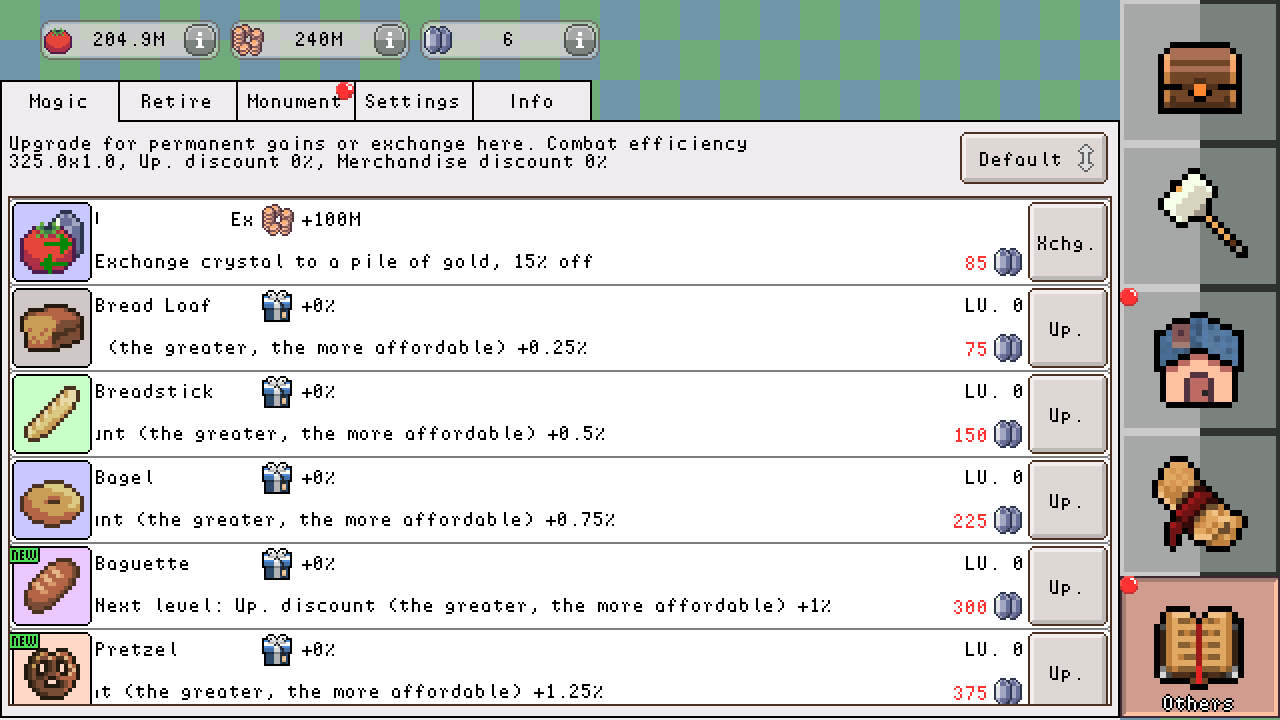 204.9M 240M 6
Magic Retire Monument Settings Info
Upgrade for permanent gains or exchange here. Combat efficiency
325.0x1.0, Up. discount 0%, Merchandise discount 0%
Default
Ex +100M
Xchg.
Exchange crystal to a pile of gold, 15% off 85
Bread Loaf +0% LV. 0
Up.
(the greater, the more affordable) +0.25% 75
Breadstick +0% LV. 0
Up.
(the greater, the more affordable) +0.5% 150
Bagel +0% LV. 0
Up.
(the greater, the more affordable) +0.75% 225
NEW
Baguette +0% LV. 0
Up.
Next level: Up. discount (the greater, the more affordable) +1% 300
NEW
Pretzel +0% LV. 0
Up.
(the greater, the more affordable) +1.25% 375
Others